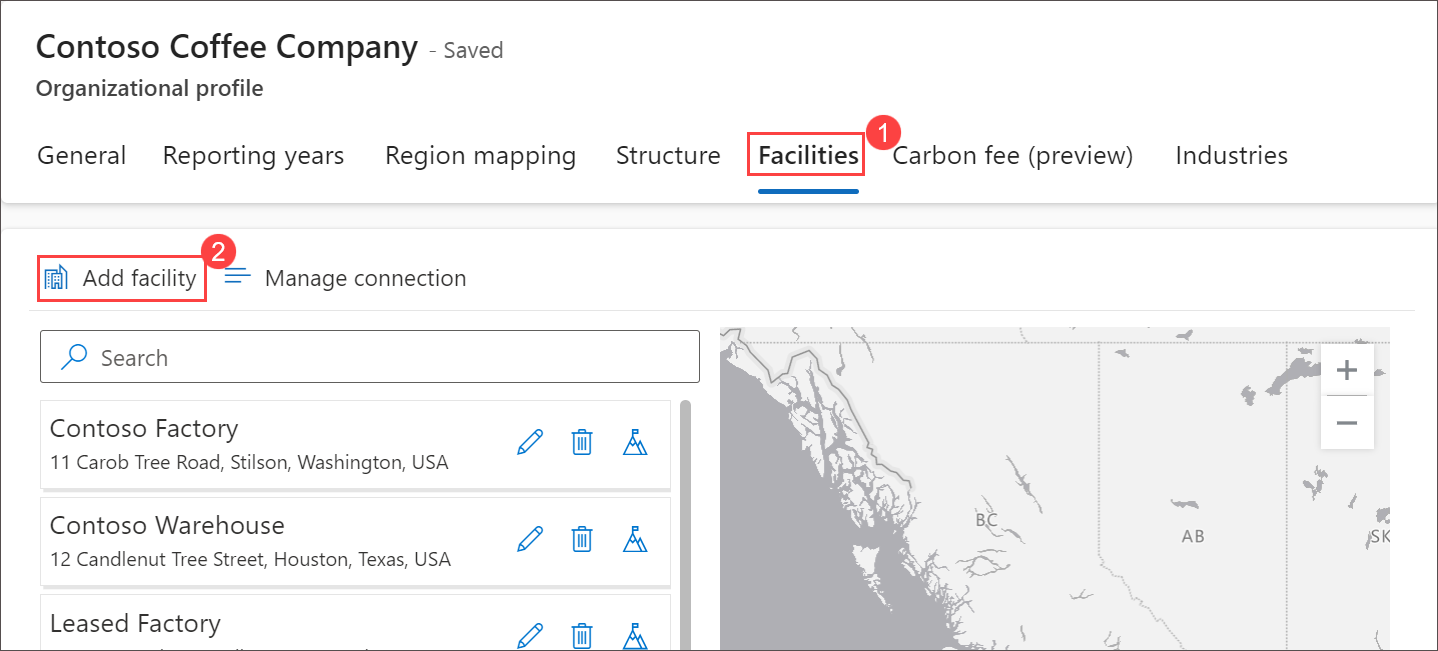 Contoso Coffee Company - Saved
Organizational profile
General Reporting years Region mapping Structure Facilities 1 Carbon fee (preview) Industries
Add facility 2 Manage connection
Search
Contoso Factory
11 Carob Tree Road, Stilson, Washington, USA
Contoso Warehouse
12 Candlenut Tree Street, Houston, Texas, USA
Leased Factory
+
−
BC
AB
SK